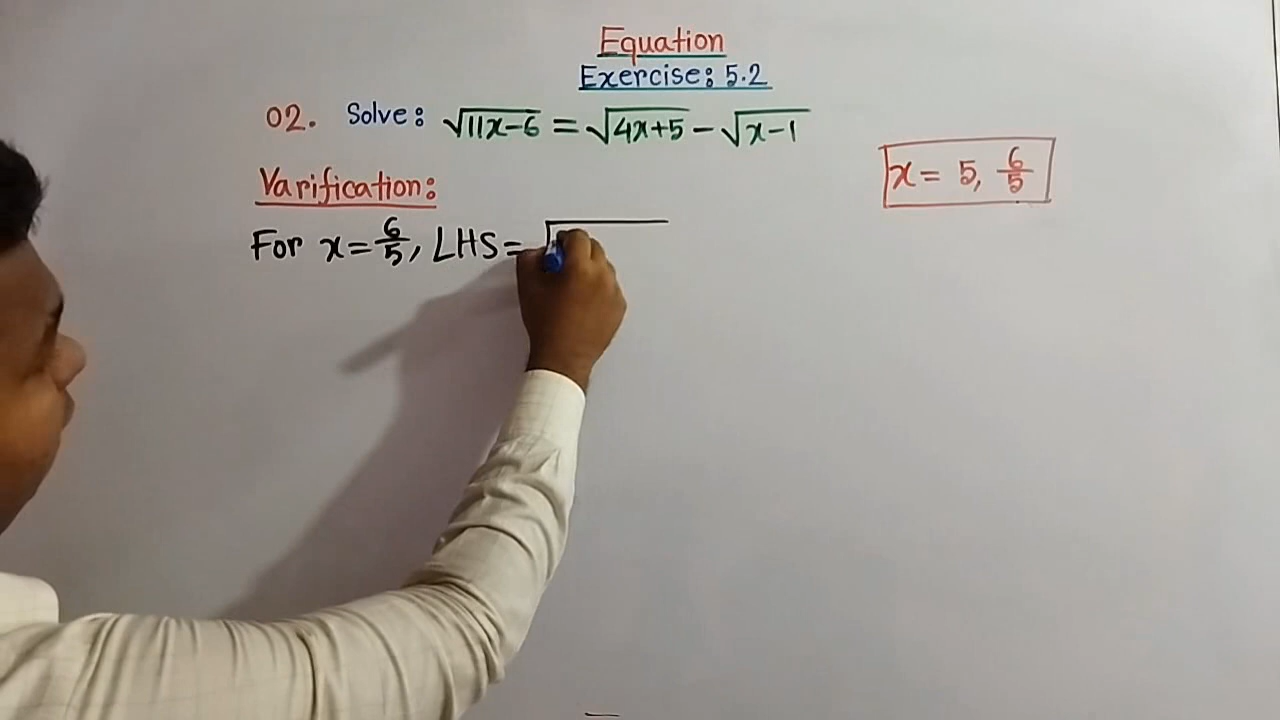 Equation
Exercise: 5.2
02. Solve: √11x-6 = √4x+5 - √x-1
x = 5, 6/5
Varification:
For x = 6/5, LHS = √